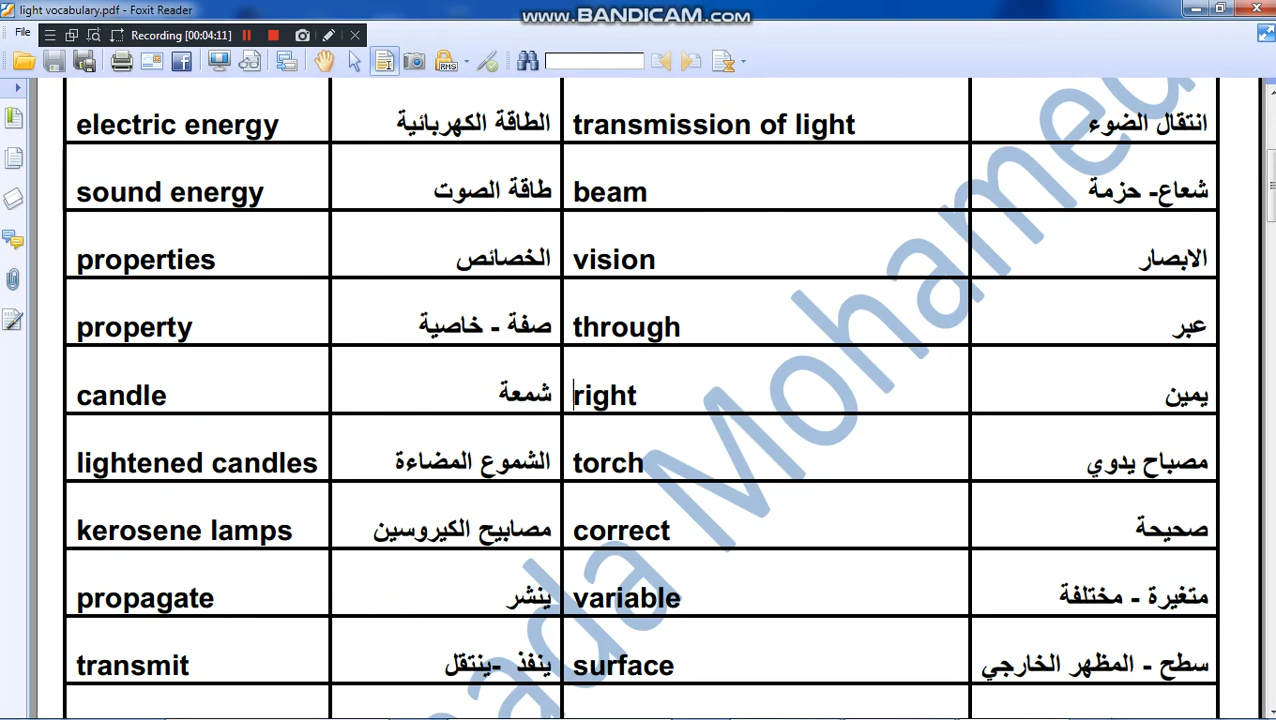 light vocabulary.pdf - Foxit Reader
www.BANDICAM.com
File
Recording [00:04:11]
electric energy الطاقة الكهربائية transmission of light انتقال الضوء
sound energy طاقة الصوت beam شعاع- حزمة
properties الخصائص vision الابصار
property صفة - خاصية through عبر
candle شمعة right يمين
lightened candles الشموع المضاءة torch مصباح يدوي
kerosene lamps مصابيح الكيروسين correct صحيحة
propagate ينشر variable متغيرة - مختلفة
transmit ينفذ -ينتقل surface سطح - المظهر الخارجي
Mohamed